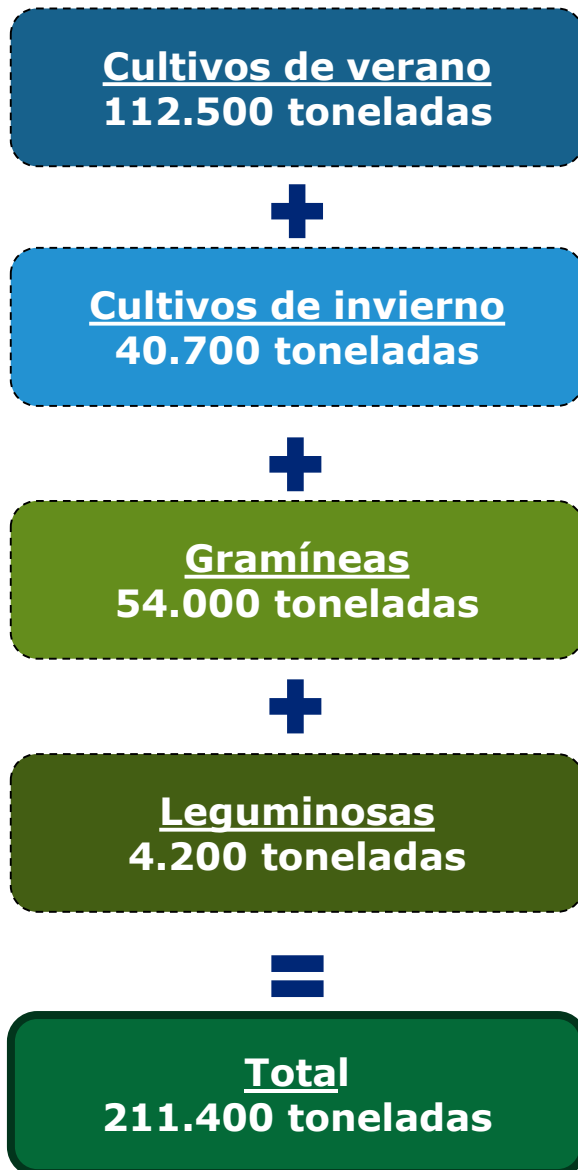 Cultivos de verano
112.500 toneladas
+
Cultivos de invierno
40.700 toneladas
+
Gramíneas
54.000 toneladas
+
Leguminosas
4.200 toneladas
=
Total
211.400 toneladas